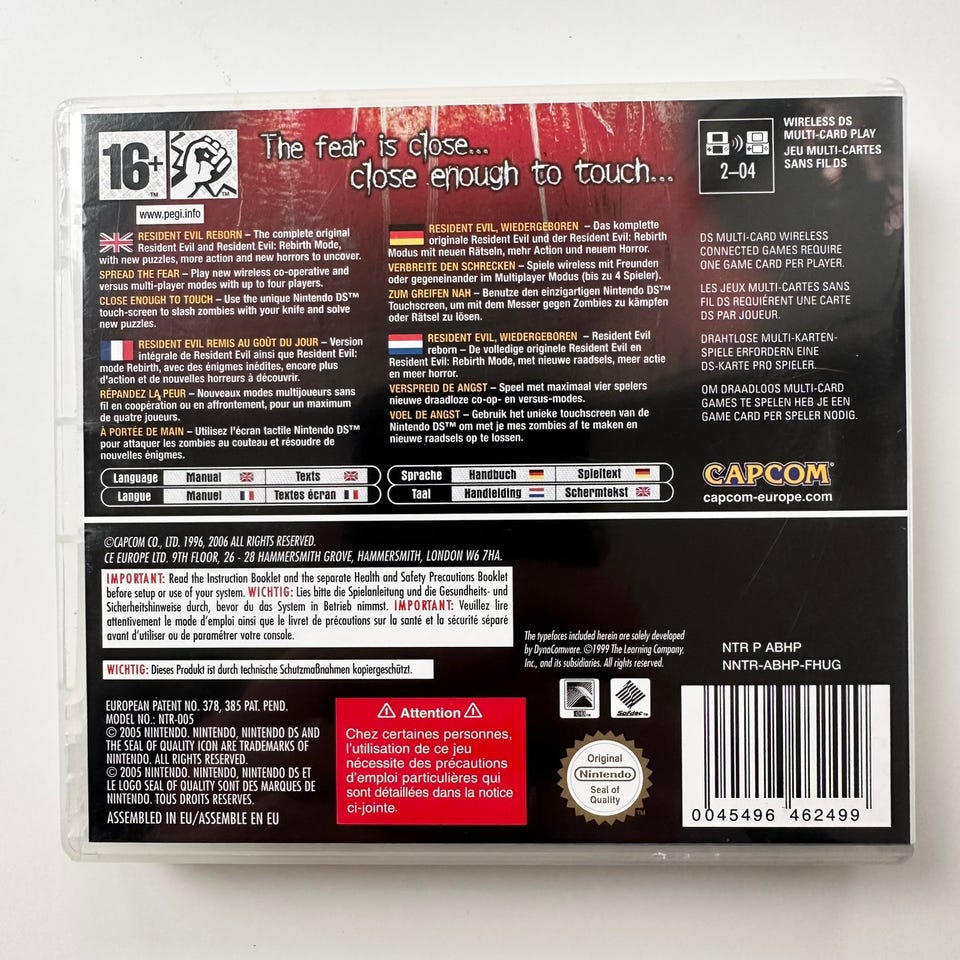 16+
TM
TM
www.pegi.info
The fear is close...
close enough to touch...
2–04
WIRELESS DS
MULTI-CARD PLAY
JEU MULTI-CARTES
SANS FIL DS
RESIDENT EVIL REBORN – The complete original
Resident Evil and Resident Evil: Rebirth Mode,
with new puzzles, more action and new horrors to uncover.
SPREAD THE FEAR – Play new wireless co-operative and
versus multi-player modes with up to four players.
CLOSE ENOUGH TO TOUCH – Use the unique Nintendo DS™
touch-screen to slash zombies with your knife and solve
new puzzles.
RESIDENT EVIL REMIS AU GOÛT DU JOUR – Version
intégrale de Resident Evil ainsi que Resident Evil:
mode Rebirth, avec des énigmes inédites, encore plus
d'action et de nouvelles horreurs à découvrir.
RÉPANDEZ LA PEUR – Nouveaux modes multijoueurs sans
fil en coopération ou en affrontement, pour un maximum
de quatre joueurs.
À PORTÉE DE MAIN – Utilisez l'écran tactile Nintendo DS™
pour attaquer les zombies au couteau et résoudre de
nouvelles énigmes.
RESIDENT EVIL, WIEDERGEBOREN – Das komplette
originale Resident Evil und der Resident Evil: Rebirth
Modus mit neuen Rätseln, mehr Action und neuem Horror.
VERBREITE DEN SCHRECKEN – Spiele wireless mit Freunden
oder gegeneinander im Multiplayer Modus (bis zu 4 Spieler).
ZUM GREIFEN NAH – Benutze den einzigartigen Nintendo DS™
Touchscreen, um mit dem Messer gegen Zombies zu kämpfen
oder Rätsel zu lösen.
RESIDENT EVIL, WIEDERGEBOREN – Resident Evil
reborn - De volledige originele Resident Evil en
Resident Evil: Rebirth Mode, met nieuwe raadsels, meer actie
en meer horror.
VERSPREID DE ANGST – Speel met maximaal vier spelers
nieuwe draadloze co-op- en versus-modes.
VOEL DE ANGST – Gebruik het unieke touchscreen van de
Nintendo DS™ om met je mes zombies af te maken en
nieuwe raadsels op te lossen.
DS MULTI-CARD WIRELESS
CONNECTED GAMES REQUIRE
ONE GAME CARD PER PLAYER.
LES JEUX MULTI-CARTES SANS
FIL DS REQUIÈRENT UNE CARTE
DS PAR JOUEUR.
DRAHTLOSE MULTI-KARTEN-
SPIELE ERFORDERN EINE
DS-KARTE PRO SPIELER.
OM DRAADLOOS MULTI-CARD
GAMES TE SPELEN HEB JE EEN
GAME CARD PER SPELER NODIG.
Language Manual Texts
Langue Manuel Textes écran
Sprache Handbuch Spieltext
Taal Handleiding Schermtekst
CAPCOM®
capcom-europe.com
©CAPCOM CO., LTD. 1996, 2006 ALL RIGHTS RESERVED.
CE EUROPE LTD. 9TH FLOOR, 26 - 28 HAMMERSMITH GROVE, HAMMERSMITH, LONDON W6 7HA.
IMPORTANT: Read the Instruction Booklet and the separate Health and Safety Precautions Booklet
before setup or use of your system. WICHTIG: Lies bitte die Spielanleitung und die Gesundheits- und
Sicherheitshinweise durch, bevor du das System in Betrieb nimmst. IMPORTANT: Veuillez lire
attentivement le mode d'emploi ainsi que le livret de précautions sur la santé et la sécurité séparé
avant d'utiliser ou de paramétrer votre console.
WICHTIG: Dieses Produkt ist durch technische Schutzmaßnahmen kopiergeschützt.
The typefaces included herein are solely developed
by DynaComware. ©1999 The Learning Company,
Inc., and its subsidiaries. All rights reserved.
NTR P ABHP
NNTR-ABHP-FHUG
EUROPEAN PATENT NO. 378, 385 PAT. PEND.
MODEL NO.: NTR-005
© 2005 NINTENDO. NINTENDO, NINTENDO DS AND
THE SEAL OF QUALITY ICON ARE TRADEMARKS OF
NINTENDO. ALL RIGHTS RESERVED.
© 2005 NINTENDO. NINTENDO, NINTENDO DS ET
LE LOGO SEAL OF QUALITY SONT DES MARQUES DE
NINTENDO. TOUS DROITS RESERVES.
ASSEMBLED IN EU/ASSEMBLE EN EU
Attention
Chez certaines personnes,
l'utilisation de ce jeu
nécessite des précautions
d'emploi particulières qui
sont détaillées dans la notice
ci-jointe.
Sofdec™
Original
Nintendo
Seal of
Quality
TM
0045496 462499